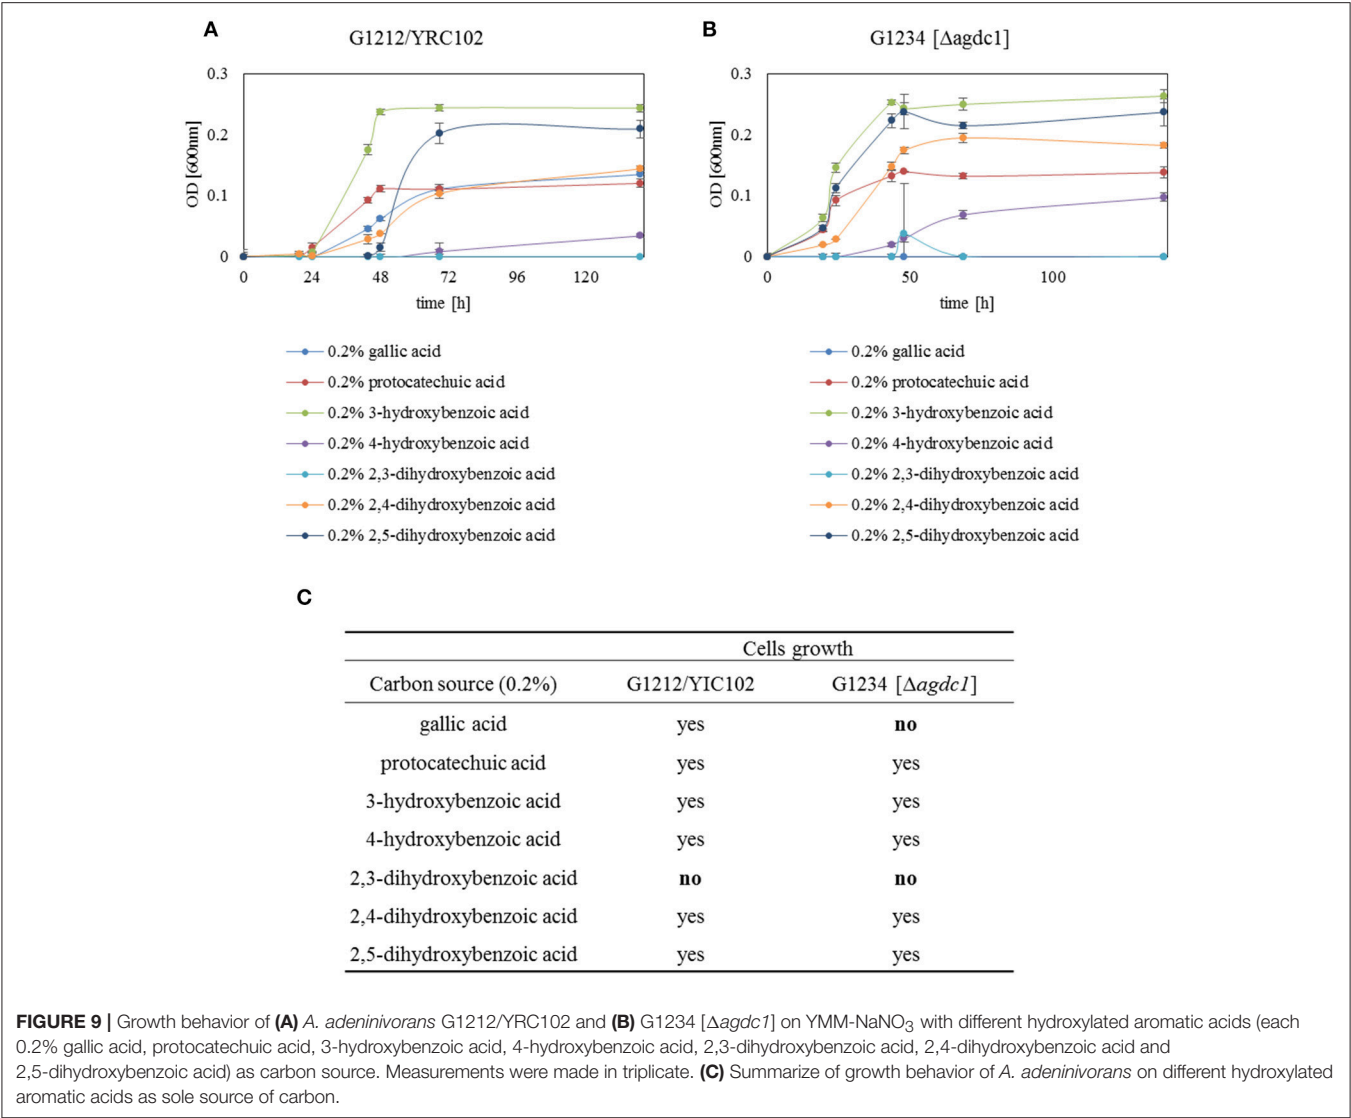 A
G1212/YRC102
0.3
0.2
0.1
0
OD [600nm]
0 24 48 72 96 120
time [h]
0.2% gallic acid
0.2% protocatechuic acid
0.2% 3-hydroxybenzoic acid
0.2% 4-hydroxybenzoic acid
0.2% 2,3-dihydroxybenzoic acid
0.2% 2,4-dihydroxybenzoic acid
0.2% 2,5-dihydroxybenzoic acid
B
G1234 [Δagdc1]
0.3
0.2
0.1
0
OD [600nm]
0 50 100
time [h]
0.2% gallic acid
0.2% protocatechuic acid
0.2% 3-hydroxybenzoic acid
0.2% 4-hydroxybenzoic acid
0.2% 2,3-dihydroxybenzoic acid
0.2% 2,4-dihydroxybenzoic acid
0.2% 2,5-dihydroxybenzoic acid
C
Cells growth
Carbon source (0.2%) G1212/YIC102 G1234 [Δagdc1]
gallic acid yes no
protocatechuic acid yes yes
3-hydroxybenzoic acid yes yes
4-hydroxybenzoic acid yes yes
2,3-dihydroxybenzoic acid no no
2,4-dihydroxybenzoic acid yes yes
2,5-dihydroxybenzoic acid yes yes
FIGURE 9 | Growth behavior of (A) A. adeninivorans G1212/YRC102 and (B) G1234 [Δagdc1] on YMM-NaNO₃ with different hydroxylated aromatic acids (each
0.2% gallic acid, protocatechuic acid, 3-hydroxybenzoic acid, 4-hydroxybenzoic acid, 2,3-dihydroxybenzoic acid, 2,4-dihydroxybenzoic acid and
2,5-dihydroxybenzoic acid) as carbon source. Measurements were made in triplicate. (C) Summarize of growth behavior of A. adeninivorans on different hydroxylated
aromatic acids as sole source of carbon.